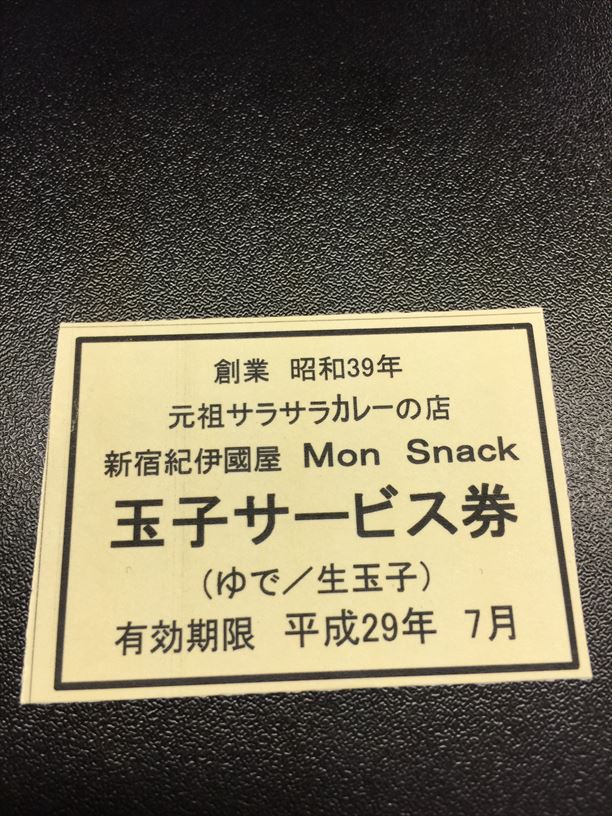 創業 昭和39年
元祖サラサラカレーの店
新宿紀伊國屋 Mon Snack
玉子サービス券
(ゆで／生玉子)
有効期限 平成29年 7月